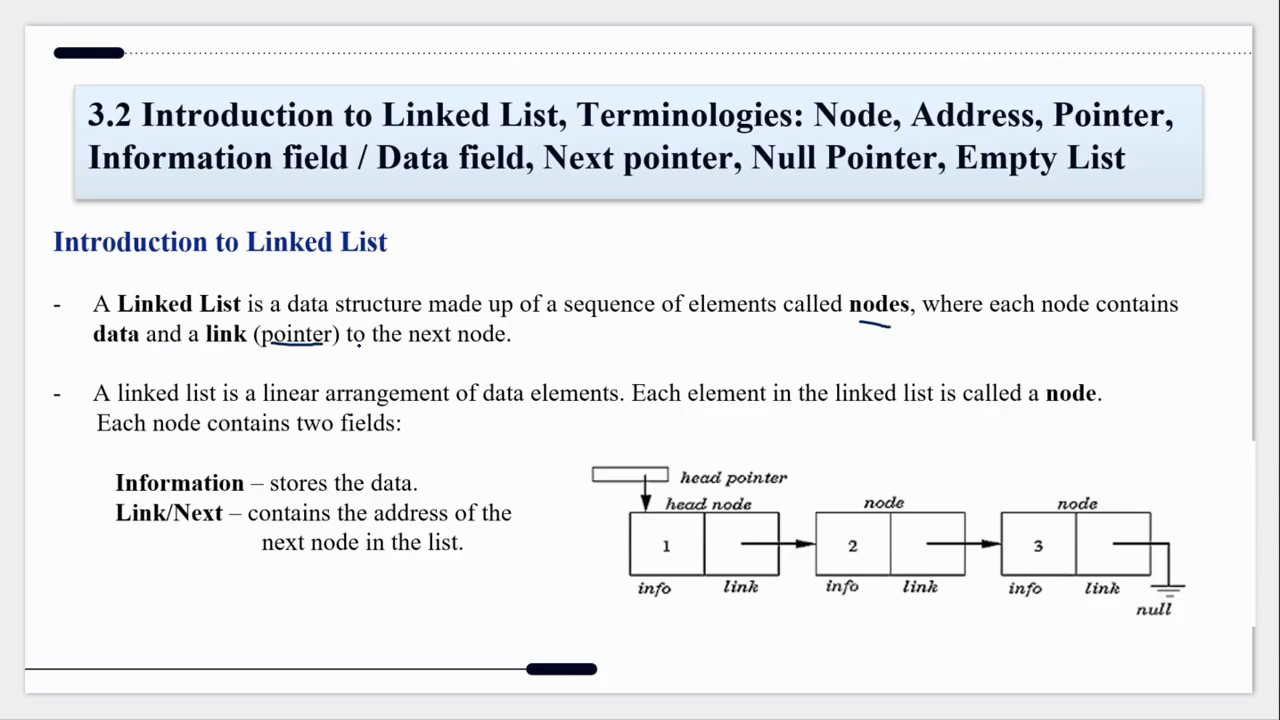 3.2 Introduction to Linked List, Terminologies: Node, Address, Pointer,
Information field / Data field, Next pointer, Null Pointer, Empty List
Introduction to Linked List
- A Linked List is a data structure made up of a sequence of elements called nodes, where each node contains
data and a link (pointer) to the next node.
- A linked list is a linear arrangement of data elements. Each element in the linked list is called a node.
Each node contains two fields:
Information – stores the data.
Link/Next – contains the address of the
next node in the list.
head pointer
head node node node
1 2 3
info link info link info link
null